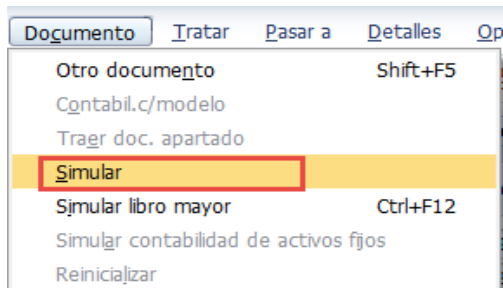 Documento Tratar Pasar a Detalles Op
Otro documento Shift+F5
Contabil.c/modelo
Traer doc. apartado
Simular
Simular libro mayor Ctrl+F12
Simular contabilidad de activos fijos
Reinicializar